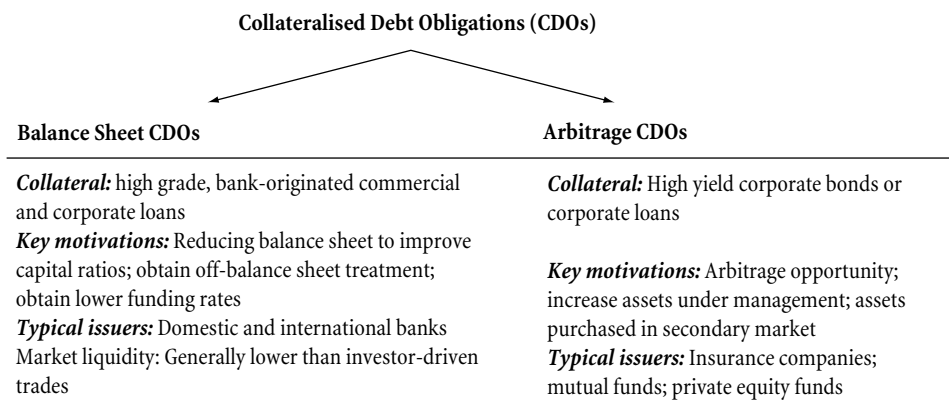 Collateralised Debt Obligations (CDOs)
Balance Sheet CDOs
Collateral: high grade, bank-originated commercial
and corporate loans
Key motivations: Reducing balance sheet to improve
capital ratios; obtain off-balance sheet treatment;
obtain lower funding rates
Typical issuers: Domestic and international banks
Market liquidity: Generally lower than investor-driven
trades
Arbitrage CDOs
Collateral: High yield corporate bonds or
corporate loans
Key motivations: Arbitrage opportunity;
increase assets under management; assets
purchased in secondary market
Typical issuers: Insurance companies;
mutual funds; private equity funds